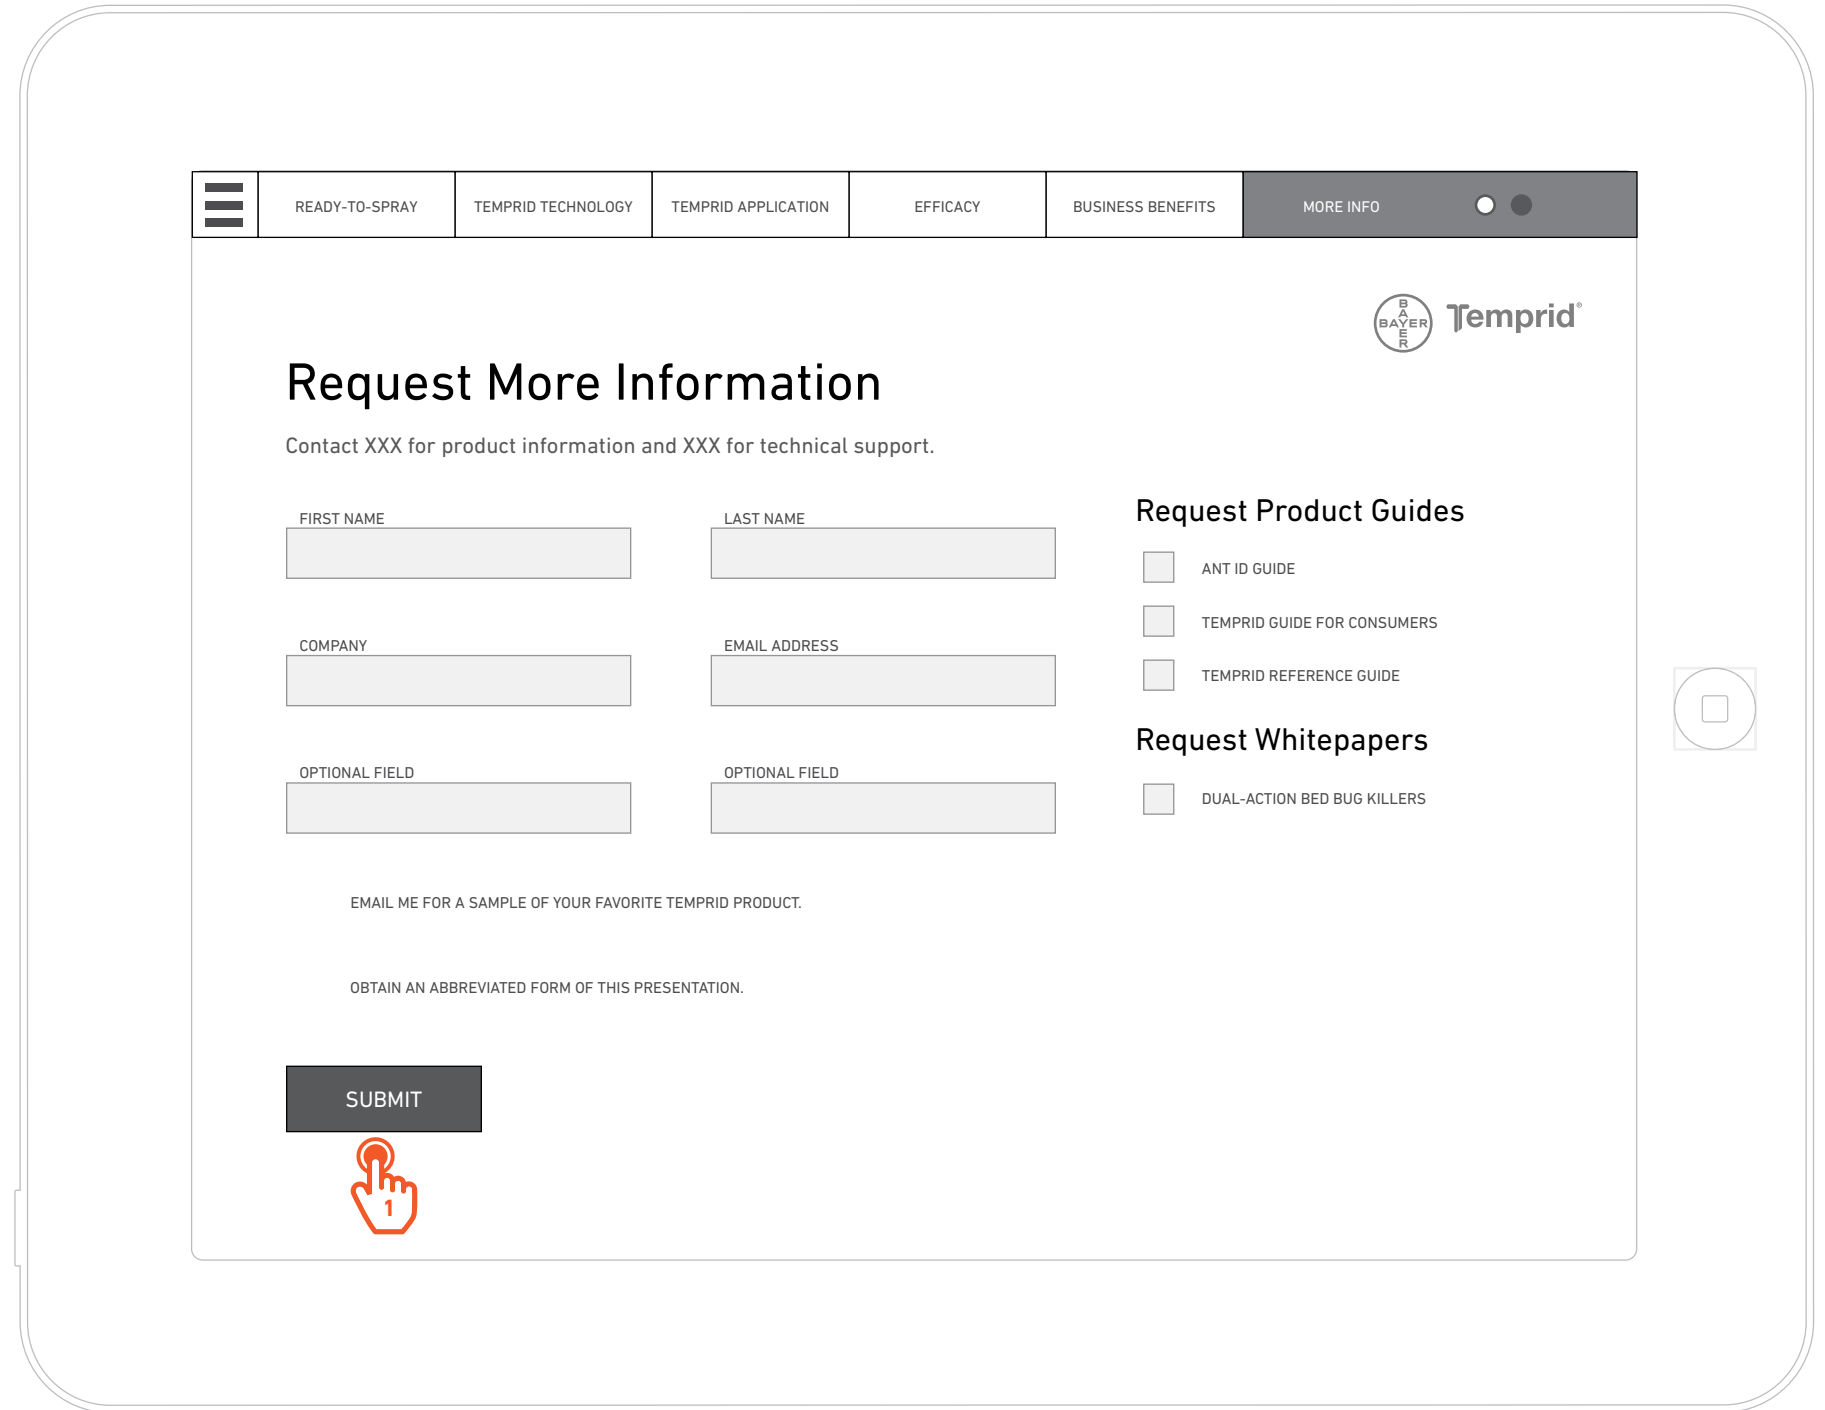 READY-TO-SPRAY
TEMPRID TECHNOLOGY
TEMPRID APPLICATION
EFFICACY
BUSINESS BENEFITS
MORE INFO
BAYER
BAYER
Temprid®
Request More Information
Contact XXX for product information and XXX for technical support.
FIRST NAME
LAST NAME
COMPANY
EMAIL ADDRESS
OPTIONAL FIELD
OPTIONAL FIELD
Request Product Guides
ANT ID GUIDE
TEMPRID GUIDE FOR CONSUMERS
TEMPRID REFERENCE GUIDE
Request Whitepapers
DUAL-ACTION BED BUG KILLERS
EMAIL ME FOR A SAMPLE OF YOUR FAVORITE TEMPRID PRODUCT.
OBTAIN AN ABBREVIATED FORM OF THIS PRESENTATION.
SUBMIT
1